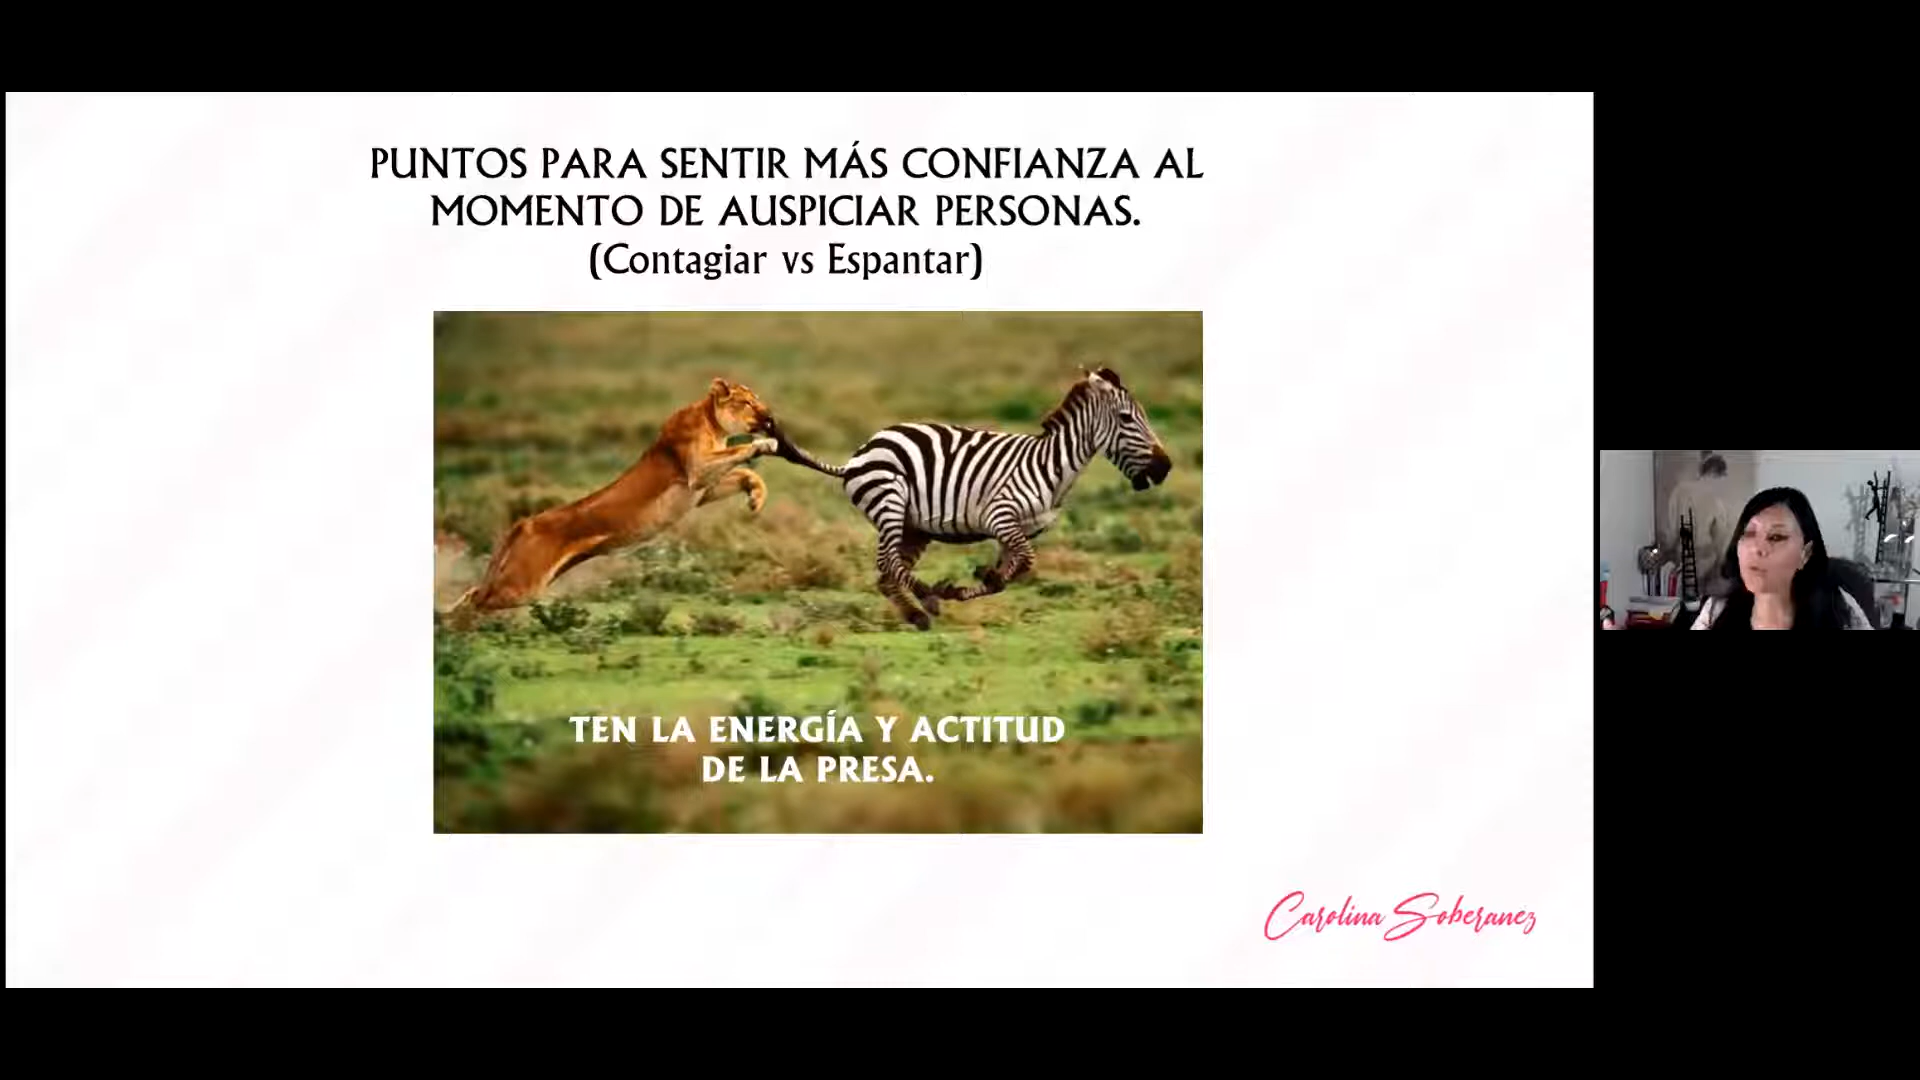 PUNTOS PARA SENTIR MÁS CONFIANZA AL
MOMENTO DE AUSPICIAR PERSONAS.
(Contagiar vs Espantar)
TEN LA ENERGÍA Y ACTITUD
DE LA PRESA.
Carolina Soberanez